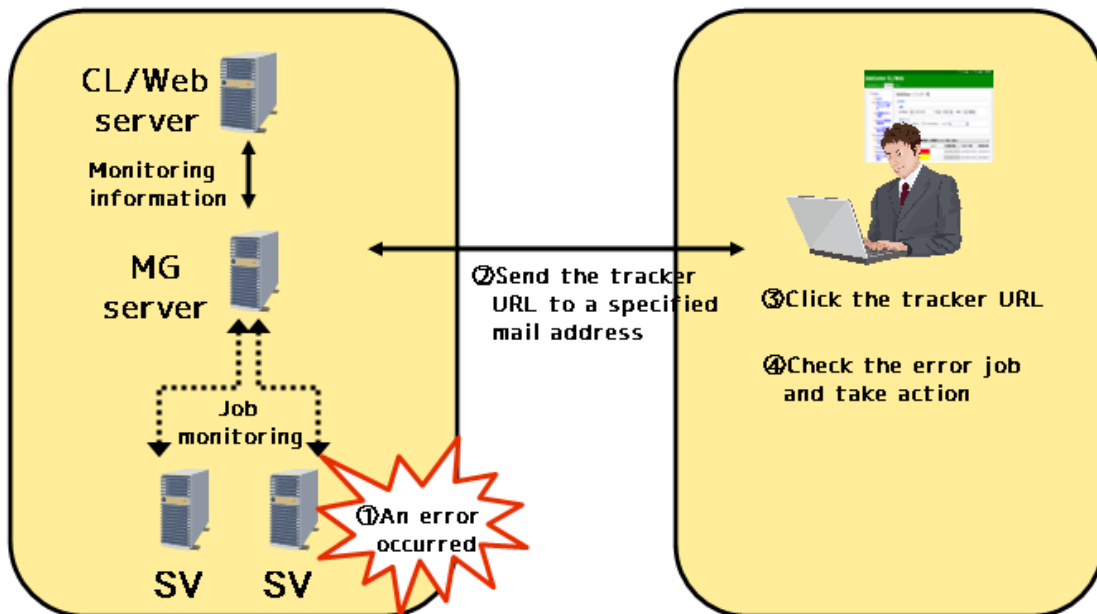 CL/Web
server
Monitoring
information
MG
server
Job
monitoring
SV
SV
①An error
occurred
②Send the tracker
URL to a specified
mail address
③Click the tracker URL
④Check the error job
and take action